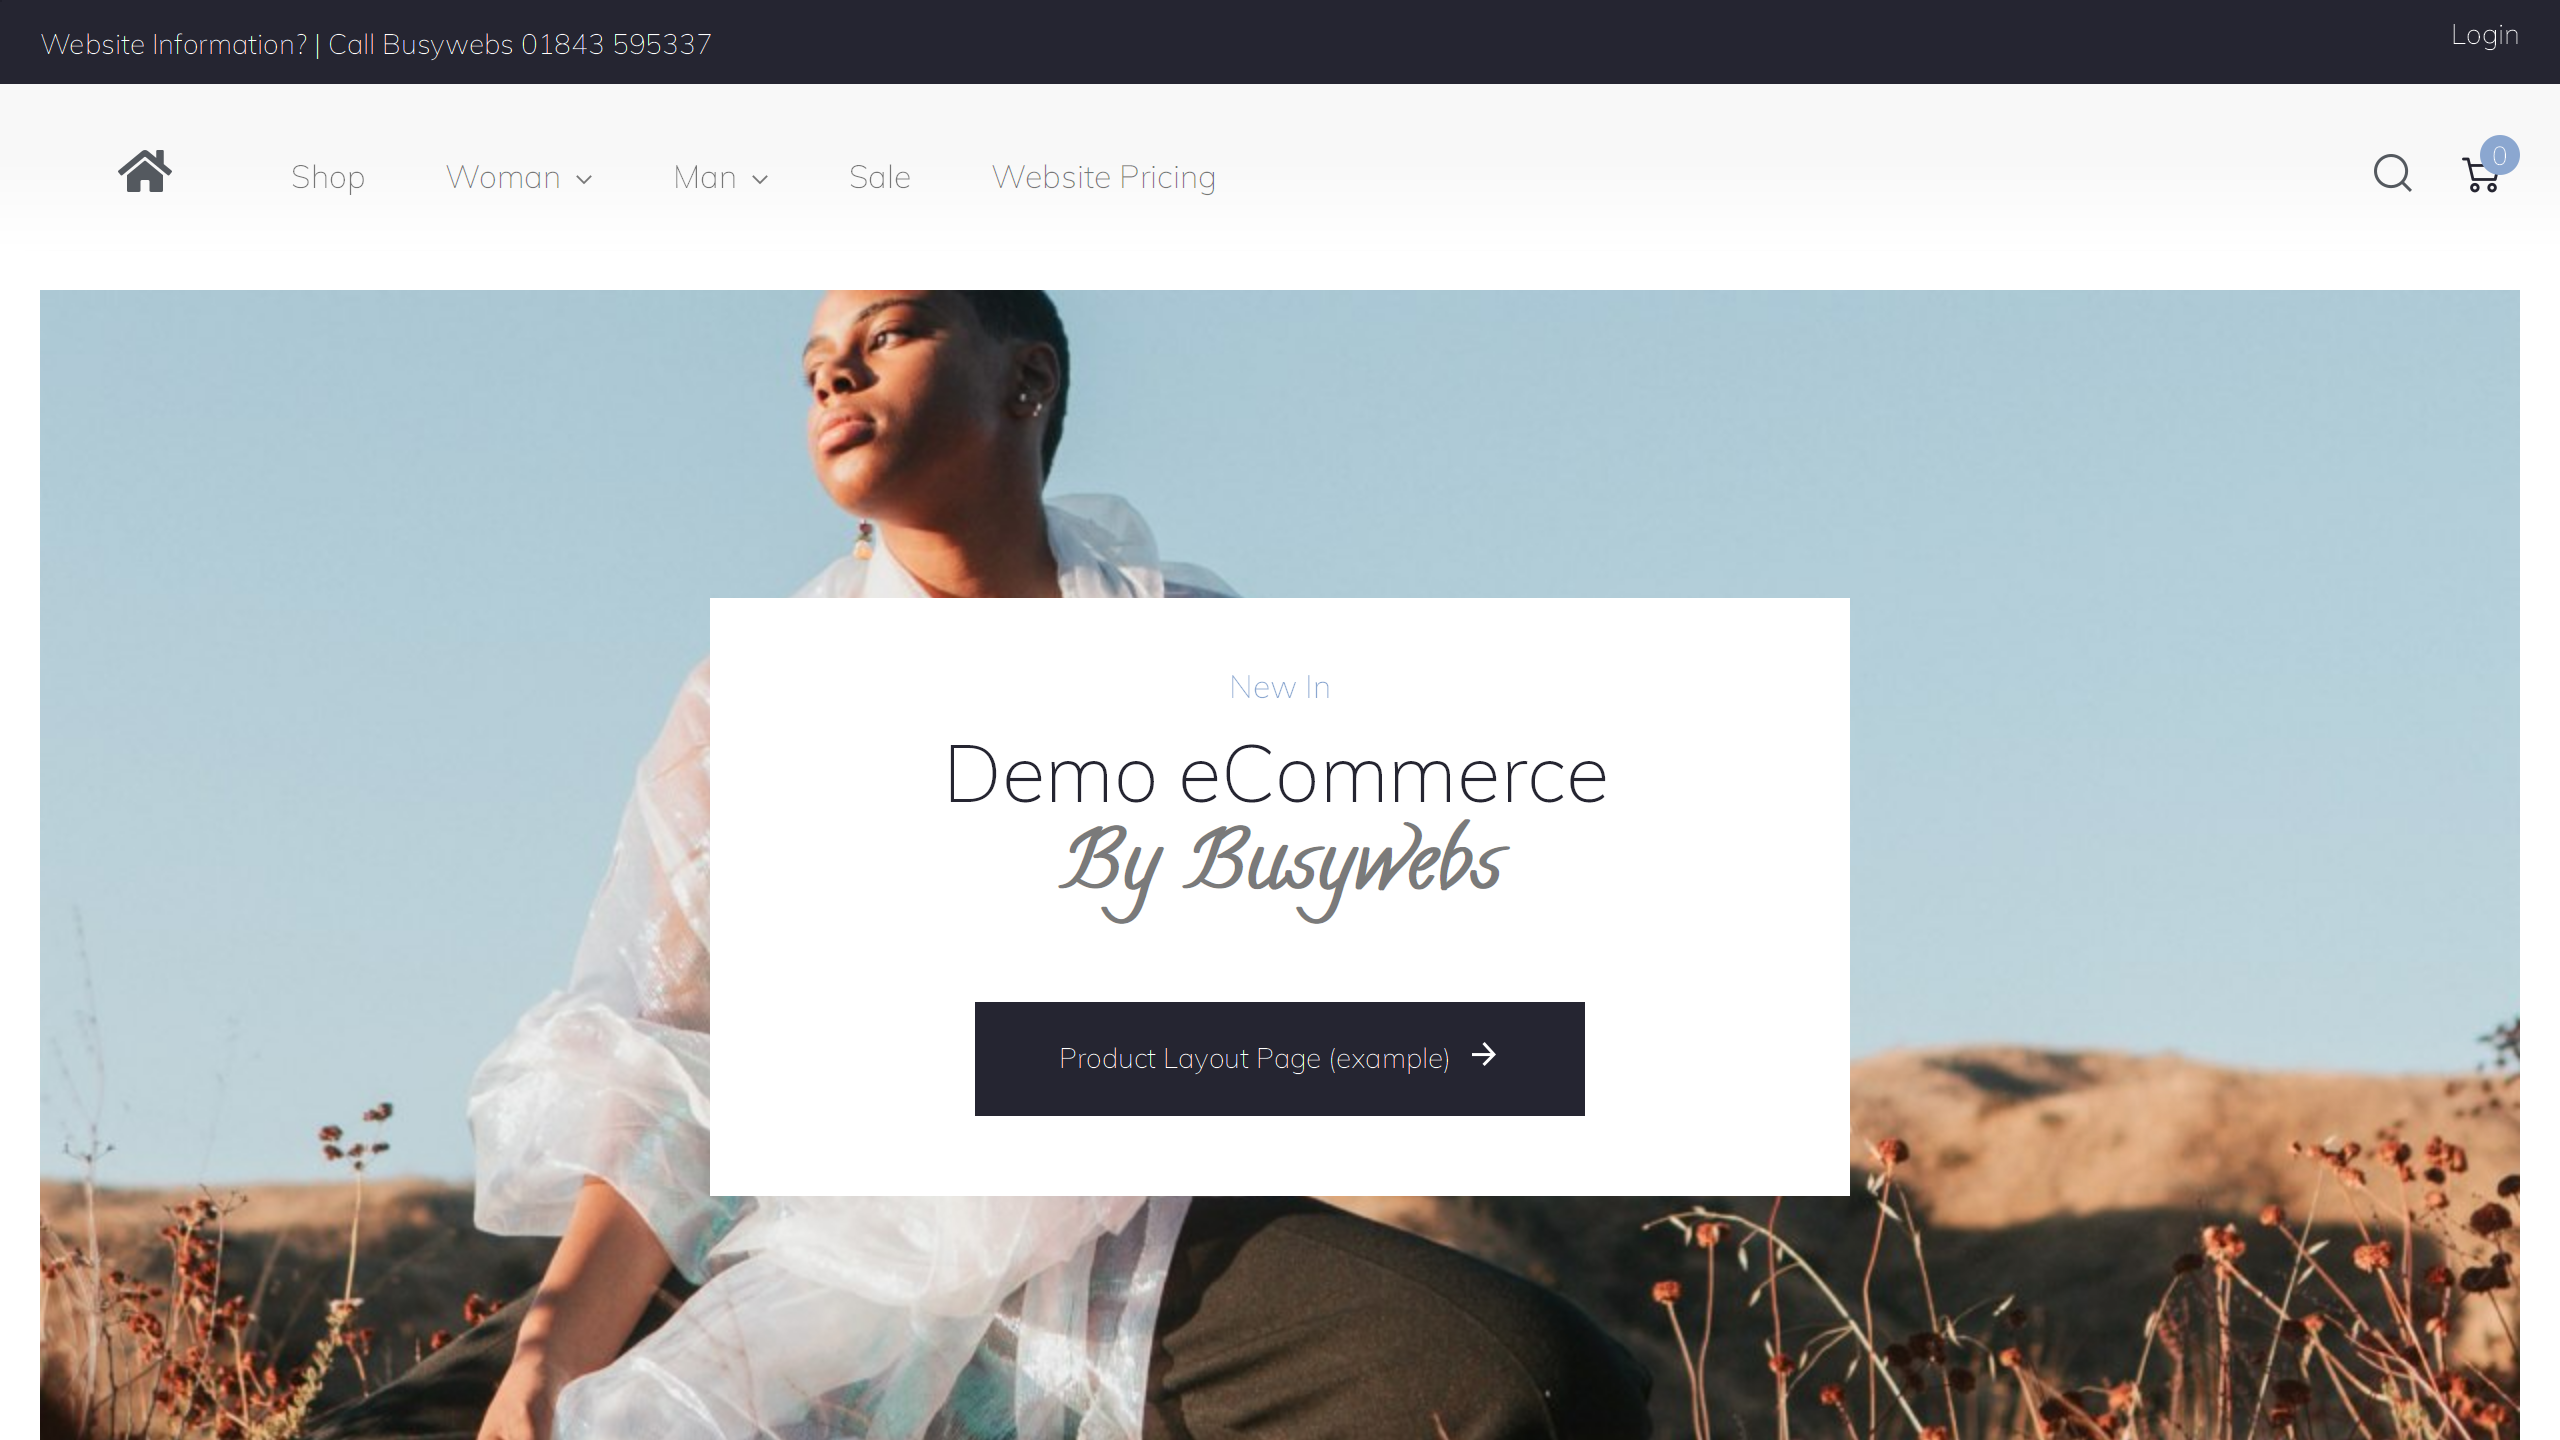 Website Information? | Call Busywebs 01843 595337
Login
Shop
Woman
Man
Sale
Website Pricing
0
New In
Demo eCommerce
By Busywebs
Product Layout Page (example)